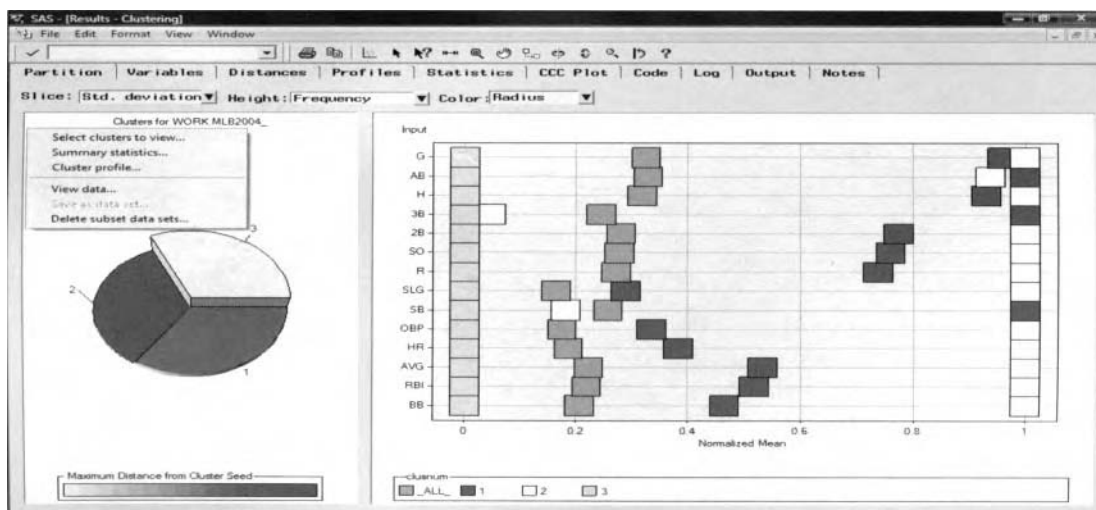 SAS - [Results - Clustering]
File Edit Format View Window
Partition Variables Distances Profiles Statistics CCC Plot Code Log Output Notes
Slice: Std. deviation Height: Frequency Color: Radius
Clusters for WORK MLB2004_
Select clusters to view...
Summary statistics...
Cluster profile...
View data...
Save as data set...
Delete subset data sets...
3
2
1
Maximum Distance from Cluster Seed
Input
G
AB
H
3B
2B
SO
R
SLG
SB
OBP
HR
AVG
RBI
BB
0 0.2 0.4 0.6 0.8 1
Normalized Mean
clusnum
_ALL_ 1 2 3